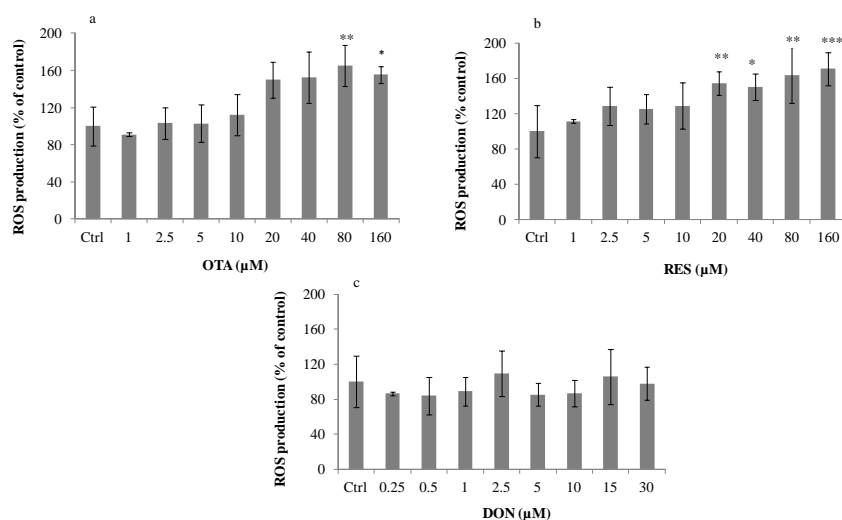 a
ROS production (% of control)
200
160
120
80
40
0
**
*
Ctrl 1 2.5 5 10 20 40 80 160
OTA (µM)
b
ROS production (% control)
200
160
120
80
40
0
**
*
**
***
Ctrl 1 2.5 5 10 20 40 80 160
RES (µM)
c
ROS production (% of control)
200
160
120
80
40
0
Ctrl 0.25 0.5 1 2.5 5 10 15 30
DON (µM)